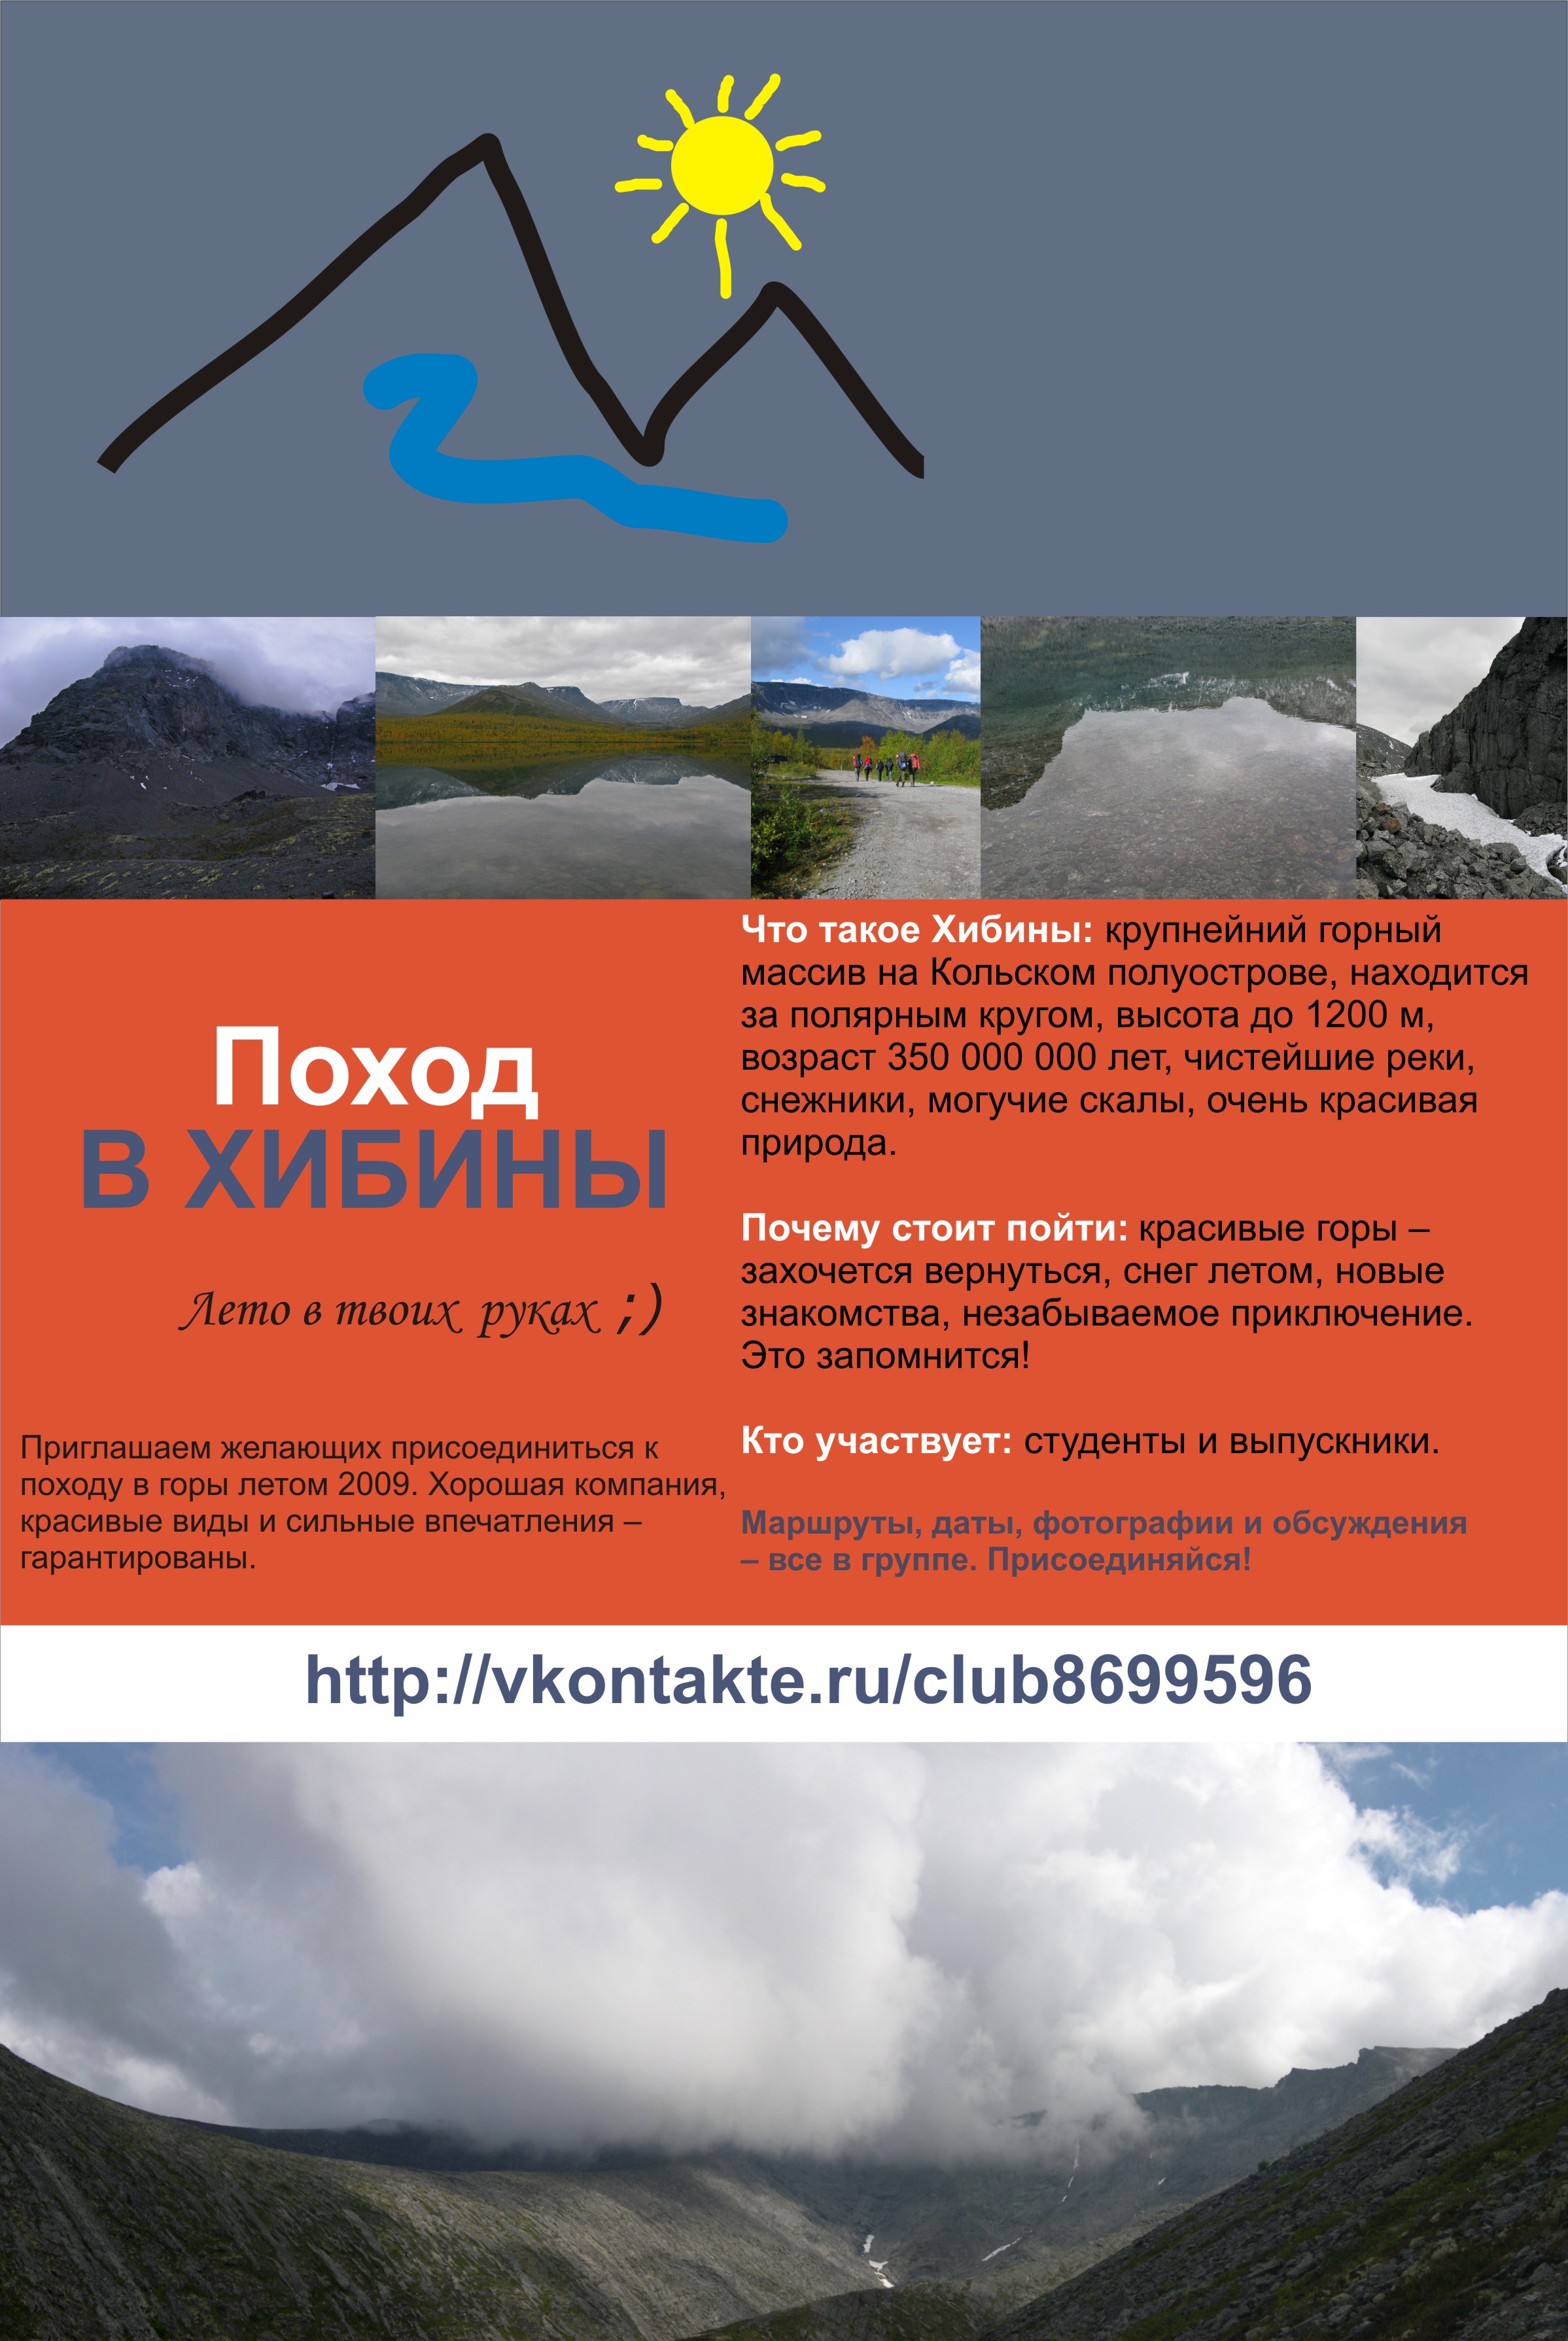 Поход
В ХИБИНЫ
Лето в твоих руках ;)
Приглашаем желающих присоединиться к
походу в горы летом 2009. Хорошая компания,
красивые виды и сильные впечатления –
гарантированы.
Что такое Хибины: крупнейний горный
массив на Кольском полуострове, находится
за полярным кругом, высота до 1200 м,
возраст 350 000 000 лет, чистейшие реки,
снежники, могучие скалы, очень красивая
природа.
Почему стоит пойти: красивые горы –
захочется вернуться, снег летом, новые
знакомства, незабываемое приключение.
Это запомнится!
Кто участвует: студенты и выпускники.
Маршруты, даты, фотографии и обсуждения
– все в группе. Присоединяйся!
http://vkontakte.ru/club8699596